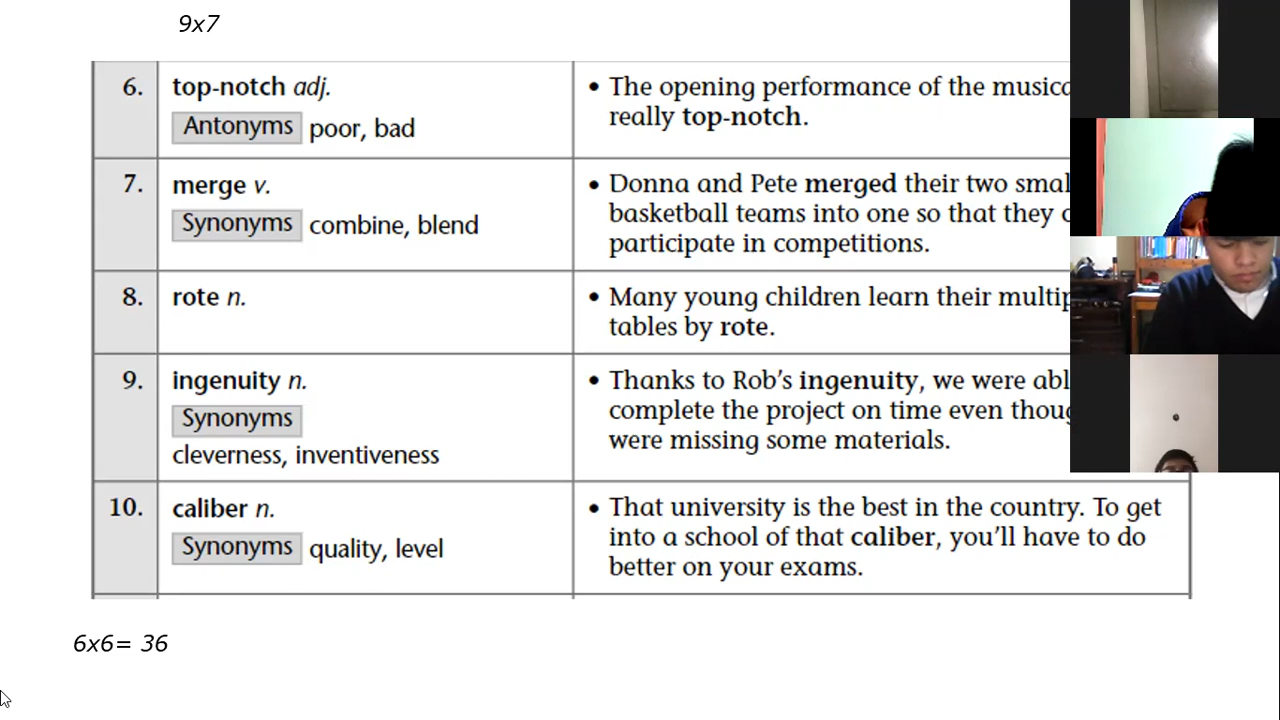 9x7
6. top-notch adj.
Antonyms poor, bad
• The opening performance of the
really top-notch.
7. merge v.
Synonyms combine, blend
• Donna and Pete merged their two
basketball teams into one so that they
participate in competitions.
8. rote n.
• Many young children learn their
tables by rote.
9. ingenuity n.
Synonyms
cleverness, inventiveness
• Thanks to Rob's ingenuity, we were
complete the project on time even
were missing some materials.
10. caliber n.
Synonyms quality, level
• That university is the best in the country. To get
into a school of that caliber, you'll have to do
better on your exams.
6x6= 36